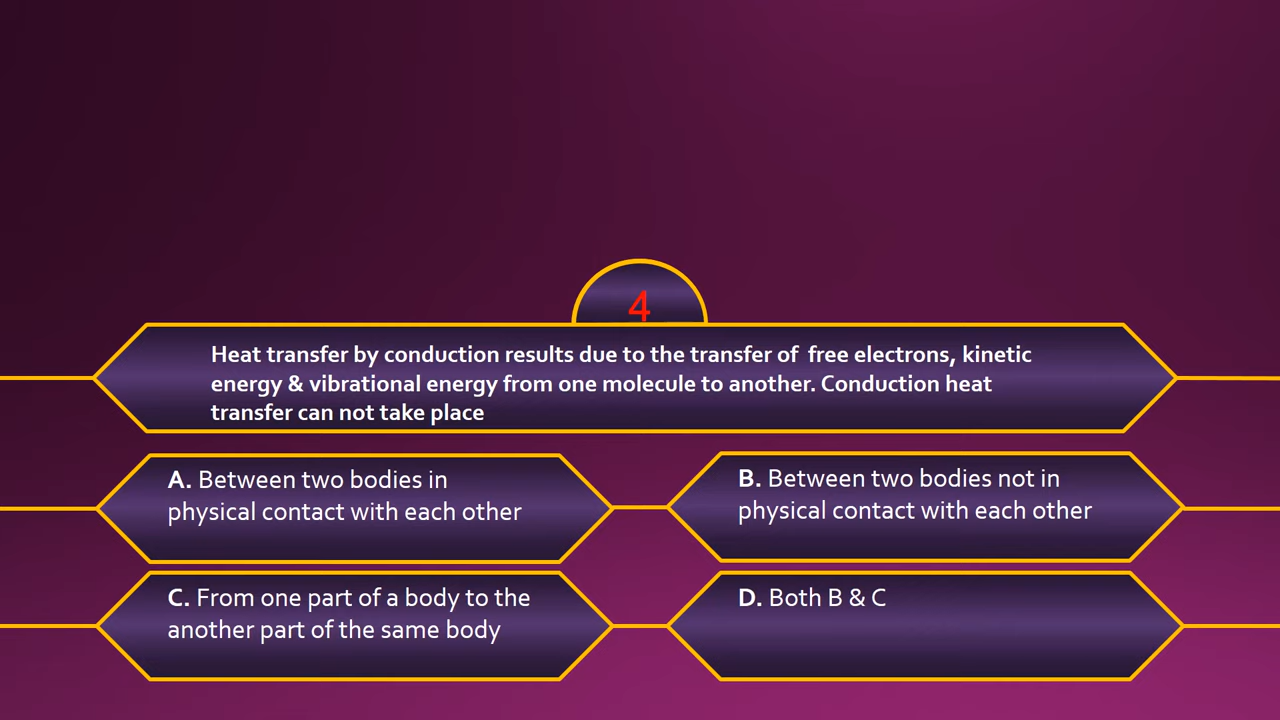 4
Heat transfer by conduction results due to the transfer of free electrons, kinetic
energy & vibrational energy from one molecule to another. Conduction heat
transfer can not take place
A. Between two bodies in
physical contact with each other
B. Between two bodies not in
physical contact with each other
C. From one part of a body to the
another part of the same body
D. Both B & C